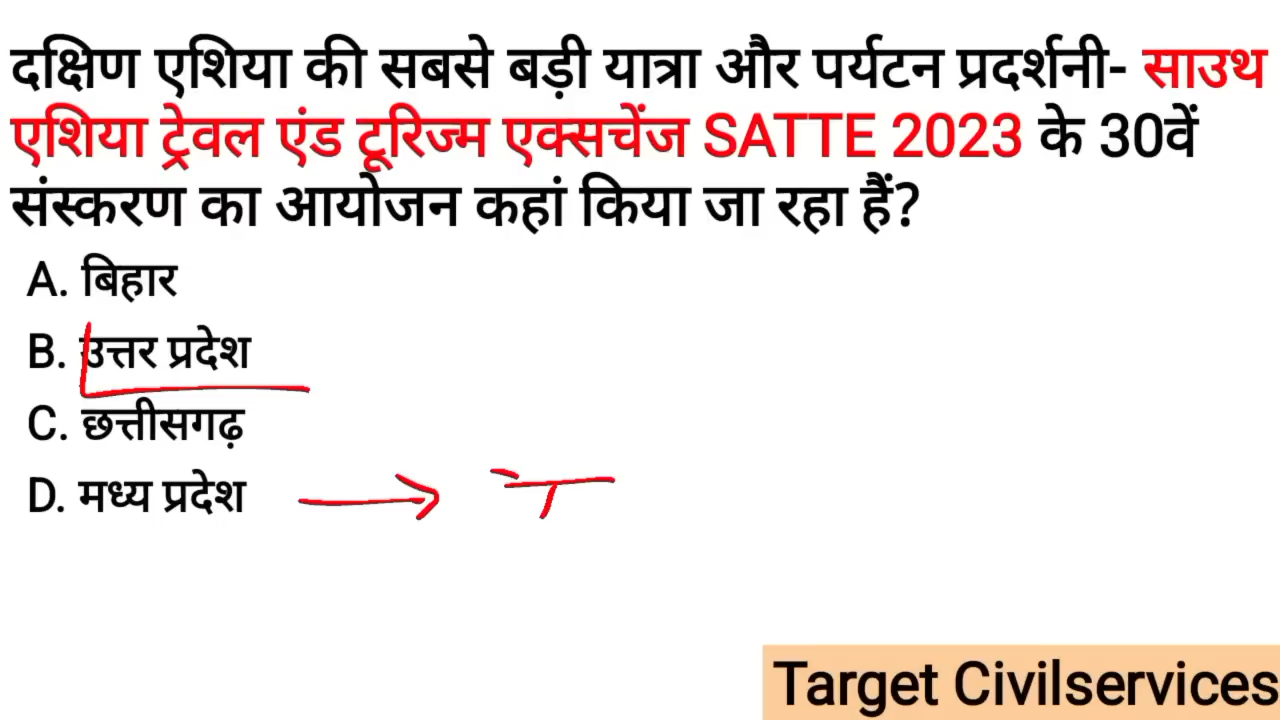 दक्षिण एशिया की सबसे बड़ी यात्रा और पर्यटन प्रदर्शनी- साउथ
एशिया ट्रेवल एंड टूरिज्म एक्सचेंज SATTE 2023 के 30वें
संस्करण का आयोजन कहां किया जा रहा हैं?
A. बिहार
B. उत्तर प्रदेश
C. छत्तीसगढ़
D. मध्य प्रदेश
Target Civilservices